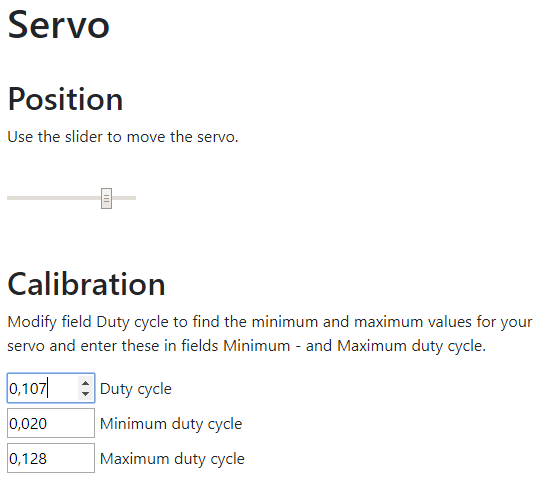 Servo
Position
Use the slider to move the servo.
Calibration
Modify field Duty cycle to find the minimum and maximum values for your
servo and enter these in fields Minimum - and Maximum duty cycle.
0,107 Duty cycle
0,020 Minimum duty cycle
0,128 Maximum duty cycle